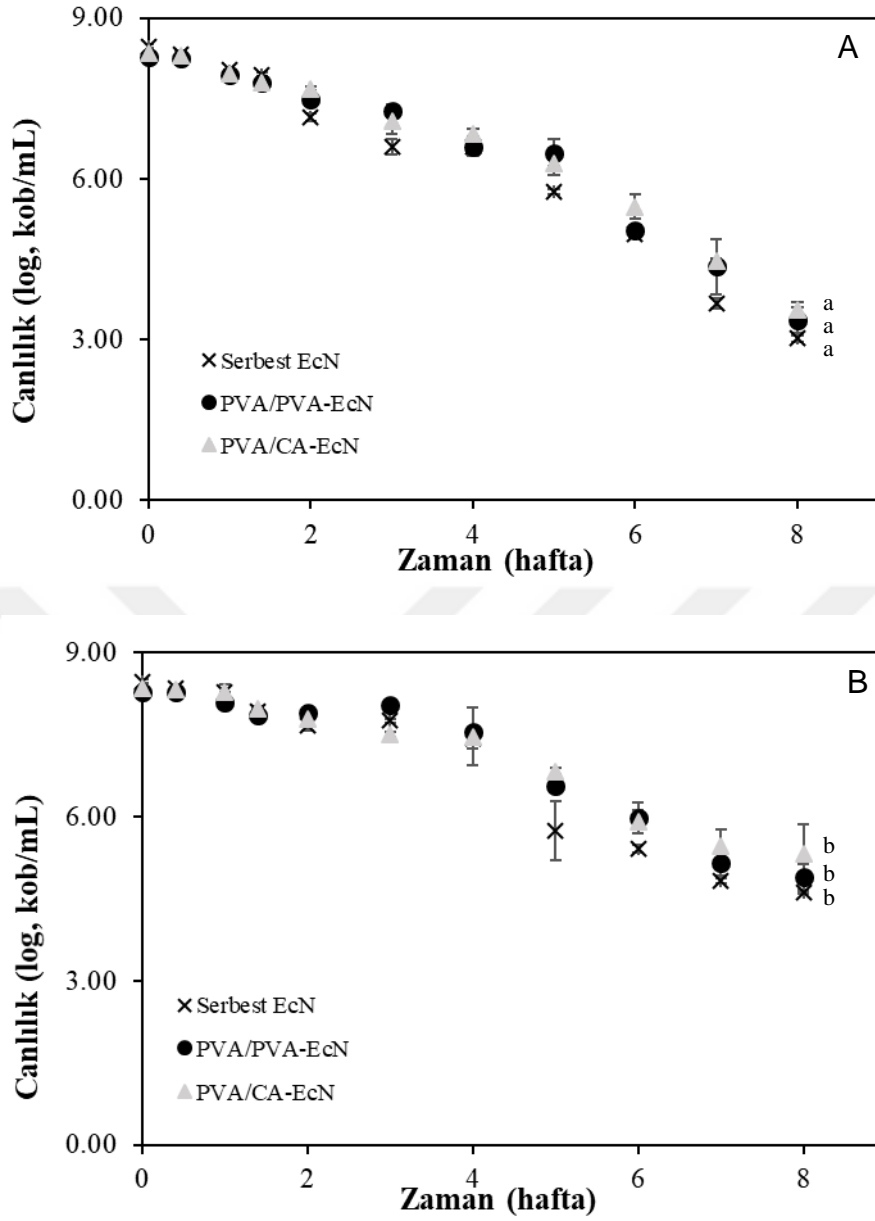 9.00
A
6.00
Canlılık (log, kob/mL)
a
a
a
3.00
Serbest EcN
PVA/PVA-EcN
PVA/CA-EcN
0.00
0 2 4 6 8
Zaman (hafta)
9.00
B
6.00
Canlılık (log, kob/mL)
b
b
b
3.00
Serbest EcN
PVA/PVA-EcN
PVA/CA-EcN
0.00
0 2 4 6 8
Zaman (hafta)